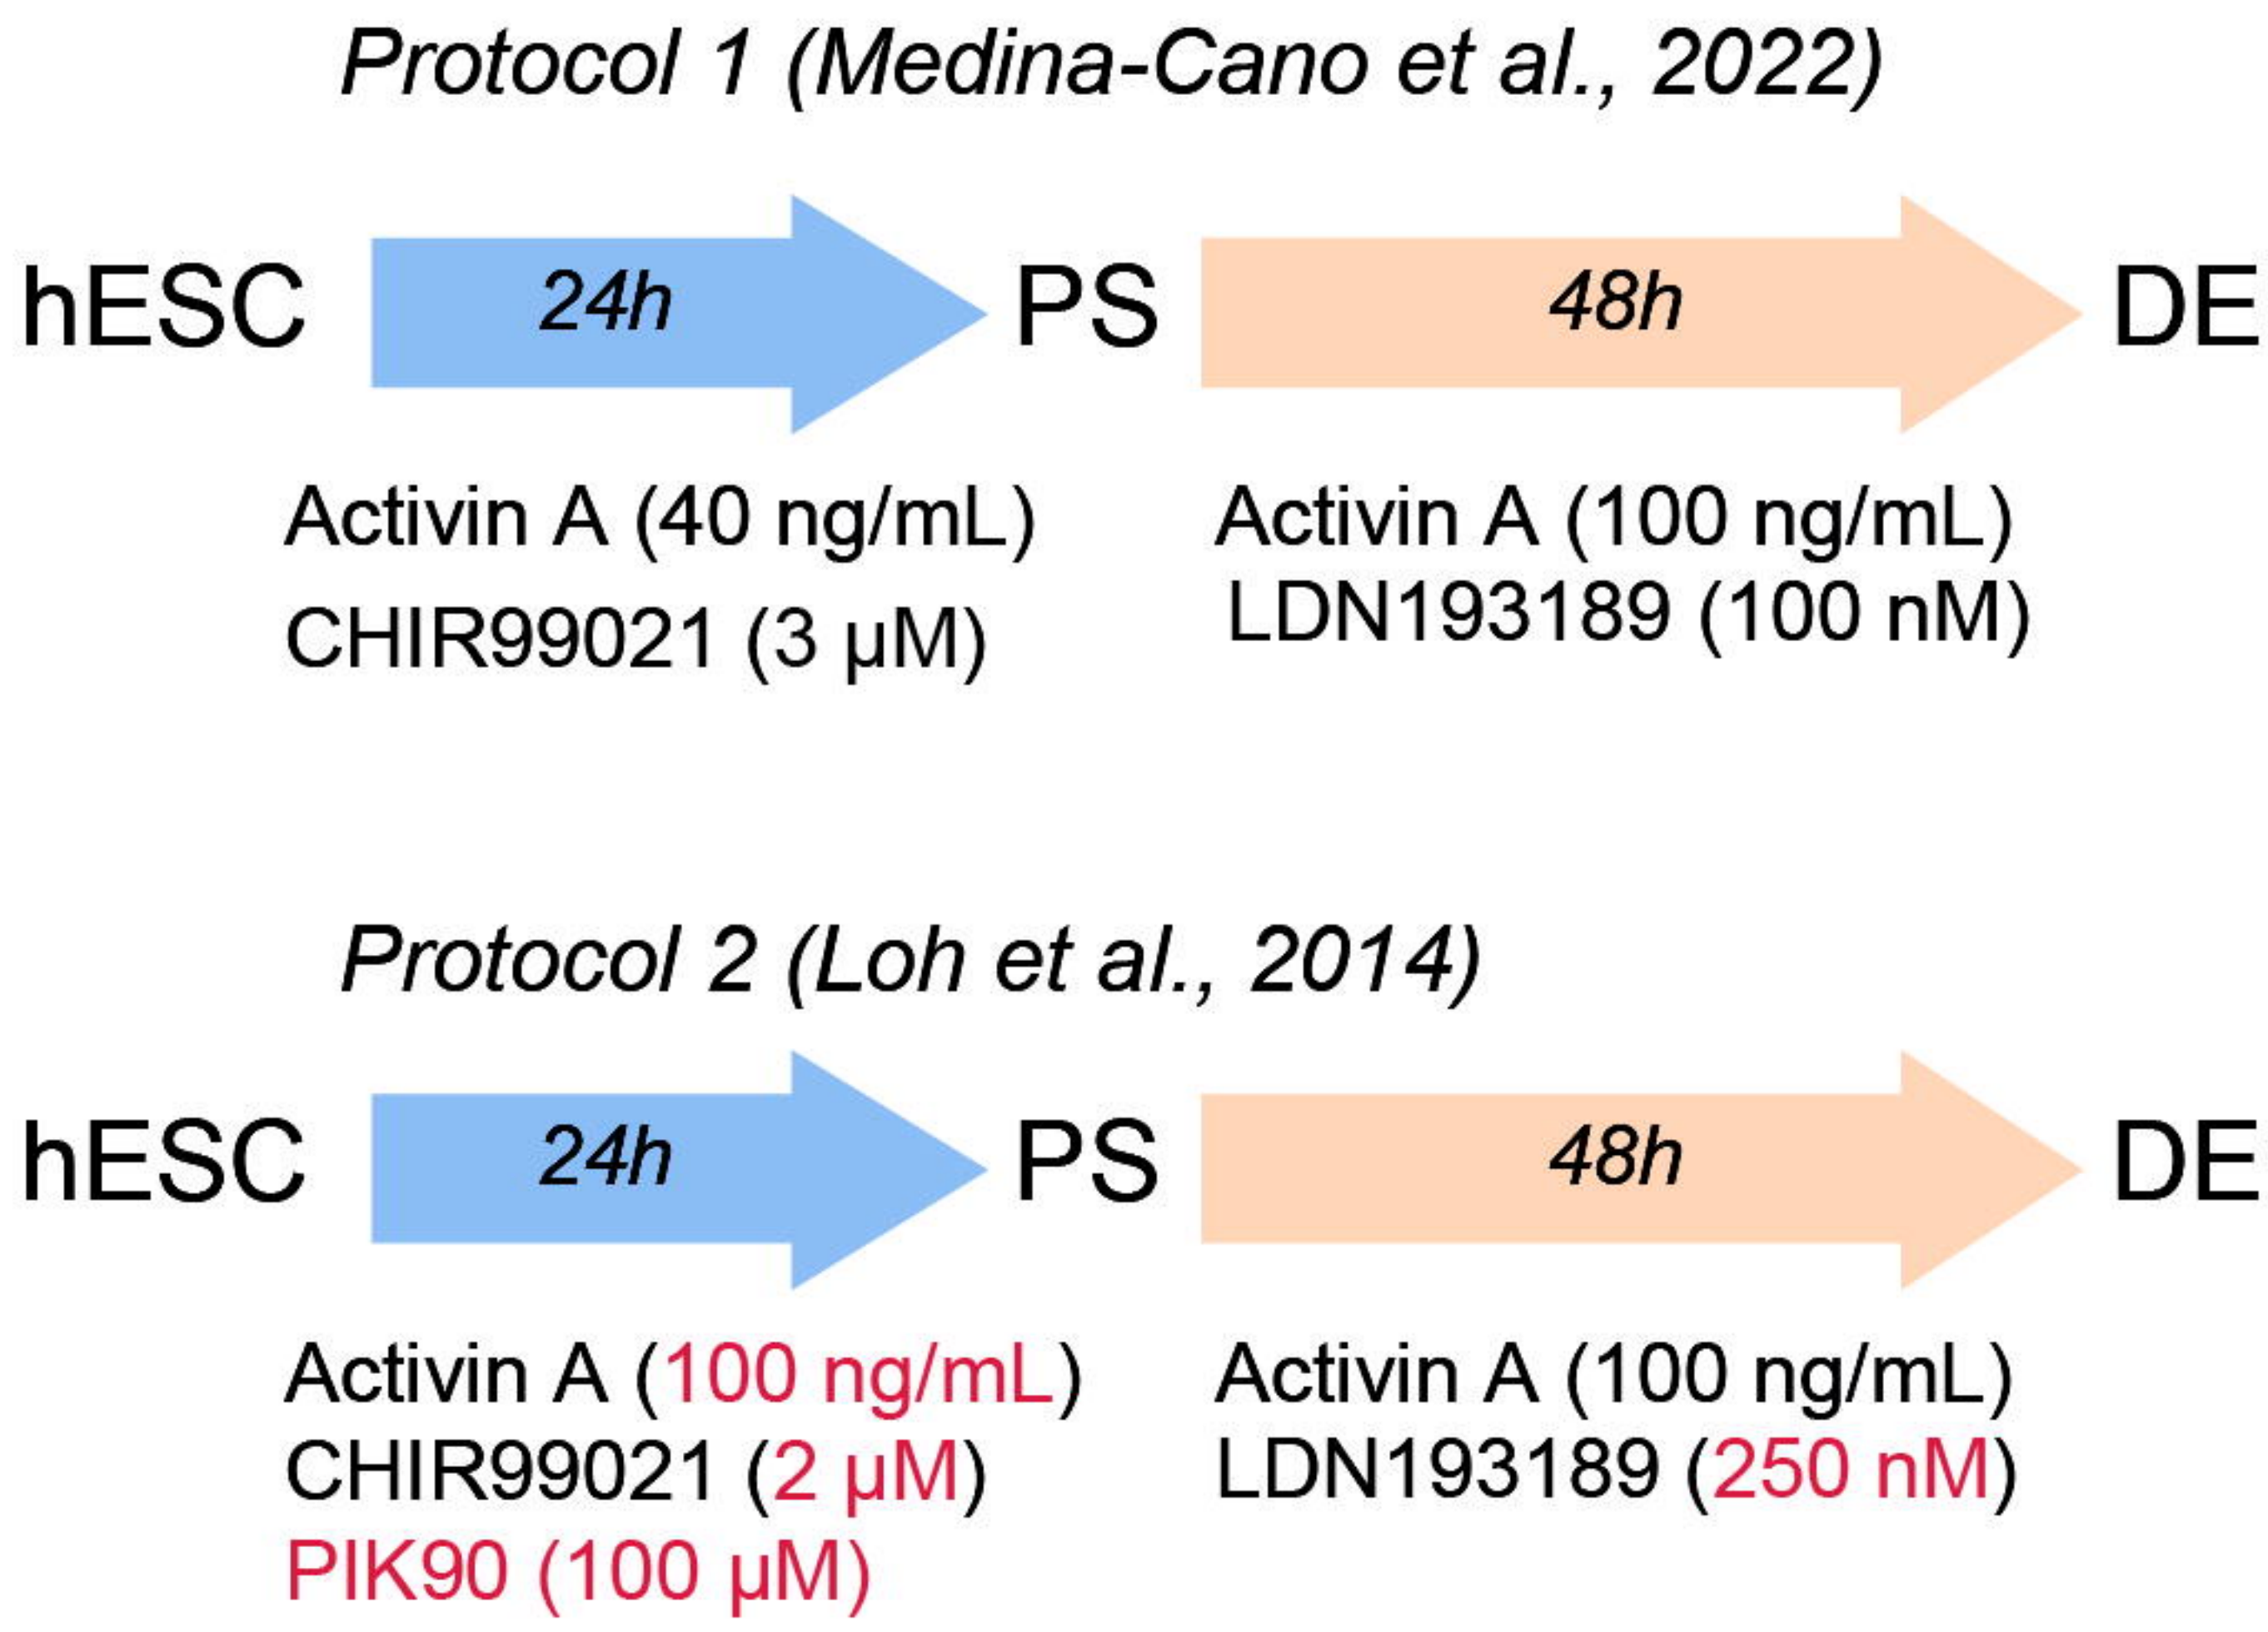 Protocol 1 (Medina-Cano et al., 2022)
hESC 24h PS 48h DE
Activin A (40 ng/mL) Activin A (100 ng/mL)
CHIR99021 (3 µM) LDN193189 (100 nM)
Protocol 2 (Loh et al., 2014)
hESC 24h PS 48h DE
Activin A (100 ng/mL) Activin A (100 ng/mL)
CHIR99021 (2 µM) LDN193189 (250 nM)
PIK90 (100 µM)